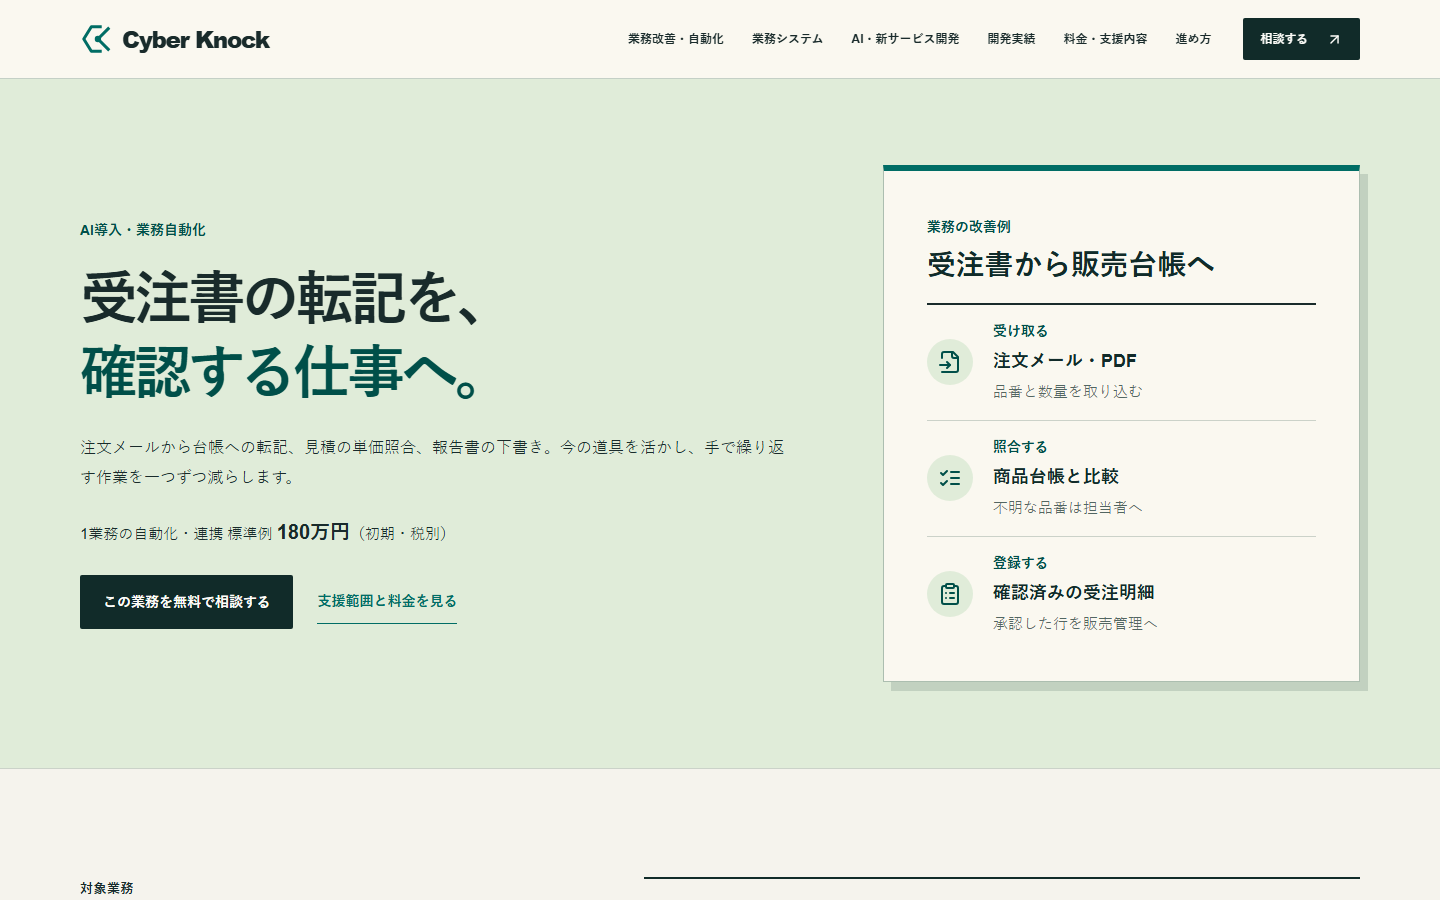 Cyber Knock
業務改善・自動化
業務システム
AI・新サービス開発
開発実績
料金・支援内容
進め方
相談する
AI導入・業務自動化
受注書の転記を、
確認する仕事へ。
注文メールから台帳への転記、見積の単価照合、報告書の下書き。今の道具を活かし、手で繰り返
す作業を一つずつ減らします。
1業務の自動化・連携 標準例 180万円（初期・税別）
この業務を無料で相談する
支援範囲と料金を見る
業務の改善例
受注書から販売台帳へ
受け取る
注文メール・PDF
品番と数量を取り込む
照合する
商品台帳と比較
不明な品番は担当者へ
登録する
確認済みの受注明細
承認した行を販売管理へ
対象業務